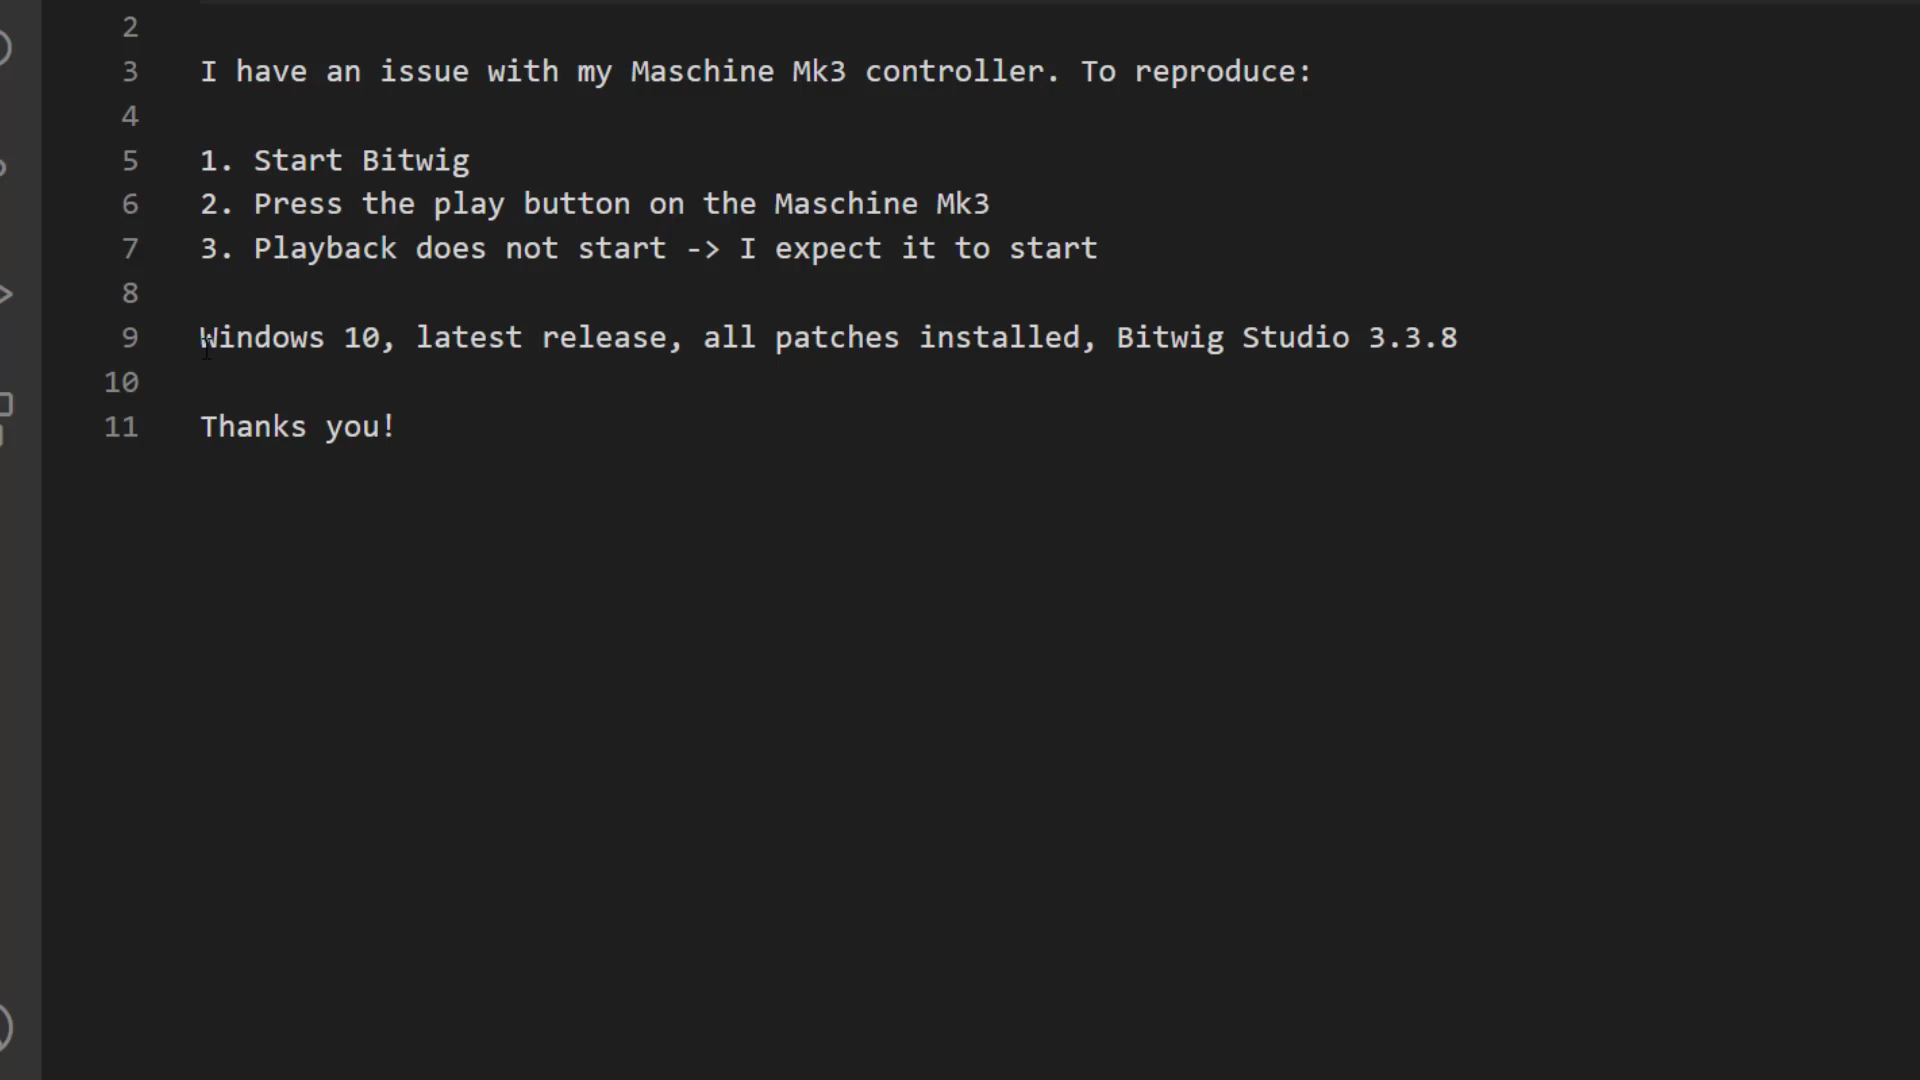 2
3 I have an issue with my Maschine Mk3 controller. To reproduce:
4
5 1. Start Bitwig
6 2. Press the play button on the Maschine Mk3
7 3. Playback does not start -> I expect it to start
8
9 Windows 10, latest release, all patches installed, Bitwig Studio 3.3.8
10
11 Thanks you!